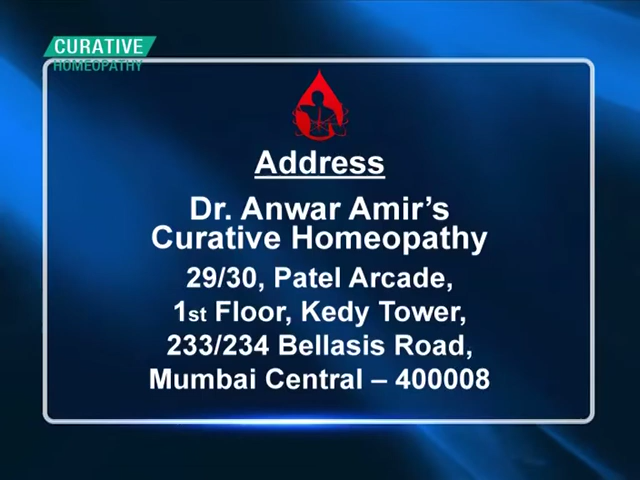 CURATIVE
HOMEOPATHY
Address
Dr. Anwar Amir's
Curative Homeopathy
29/30, Patel Arcade,
1st Floor, Kedy Tower,
233/234 Bellasis Road,
Mumbai Central – 400008